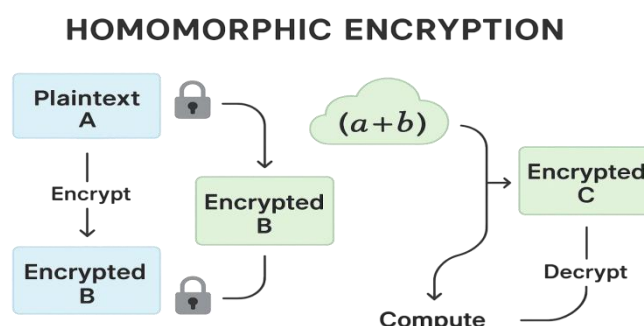 HOMOMORPHIC ENCRYPTION
Plaintext
A
Encrypt
Encrypted
B
Encrypted
B
(a+b)
Encrypted
C
Decrypt
Compute